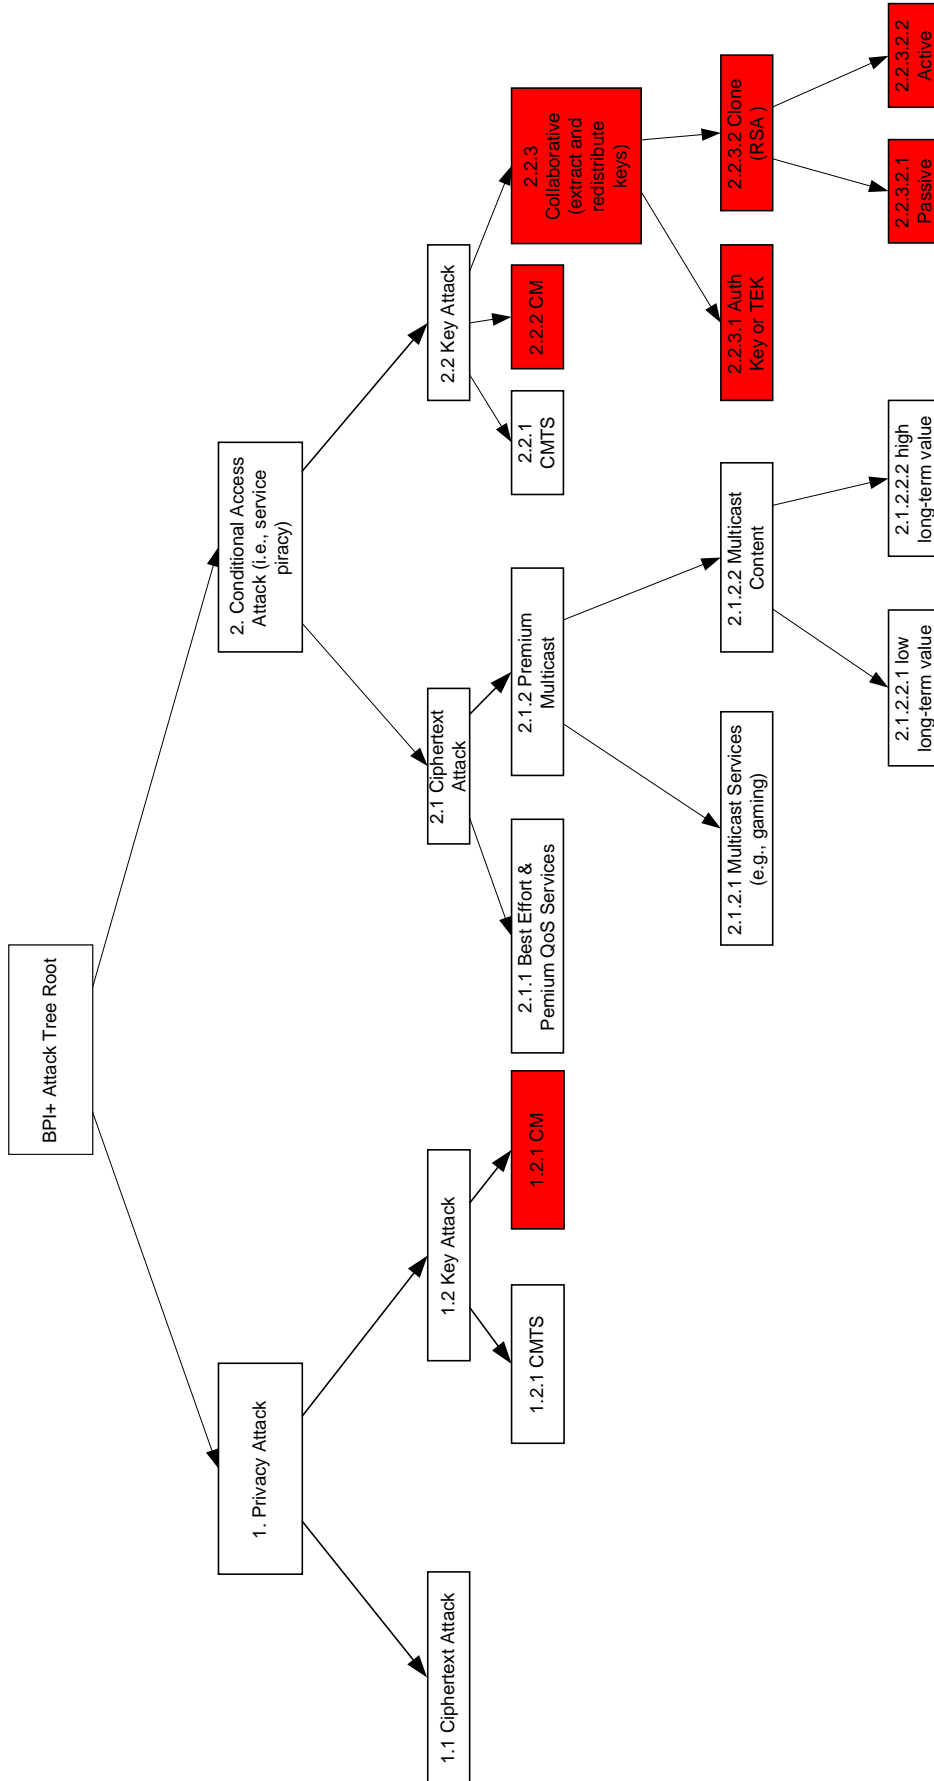 BPI+ Attack Tree Root
1. Privacy Attack
2. Conditional Access
Attack (i.e., service
piracy)
1.1 Ciphertext Attack
1.2 Key Attack
2.1 Ciphertext
Attack
2.2 Key Attack
1.2.1 CMTS
1.2.1 CM
2.1.1 Best Effort &
Pemium QoS Services
2.1.2 Premium
Multicast
2.2.1
CMTS
2.2.2 CM
2.2.3
Collaborative
(extract and
redistribute
keys)
2.1.2.1 Multicast Services
(e.g., gaming)
2.1.2.2 Multicast
Content
2.2.3.1 Auth
Key or TEK
2.2.3.2 Clone
(RSA )
2.1.2.2.1 low
long-term value
2.1.2.2.2 high
long-term value
2.2.3.2.1
Passive
2.2.3.2.2
Active